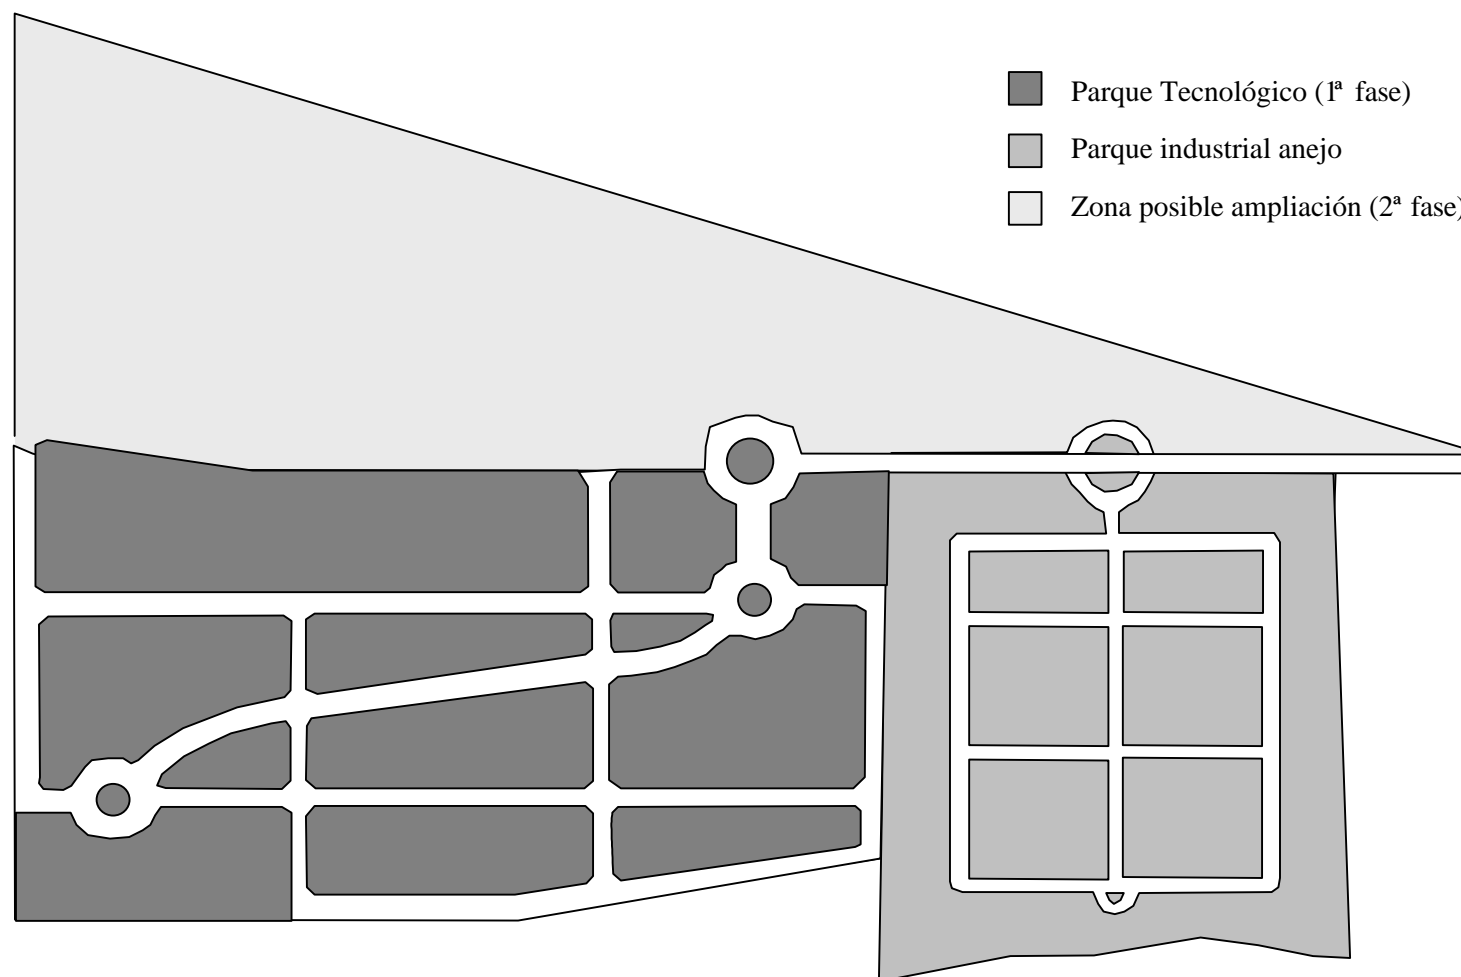 Parque Tecnológico (1ª fase)
Parque industrial anejo
Zona posible ampliación (2ª fase)